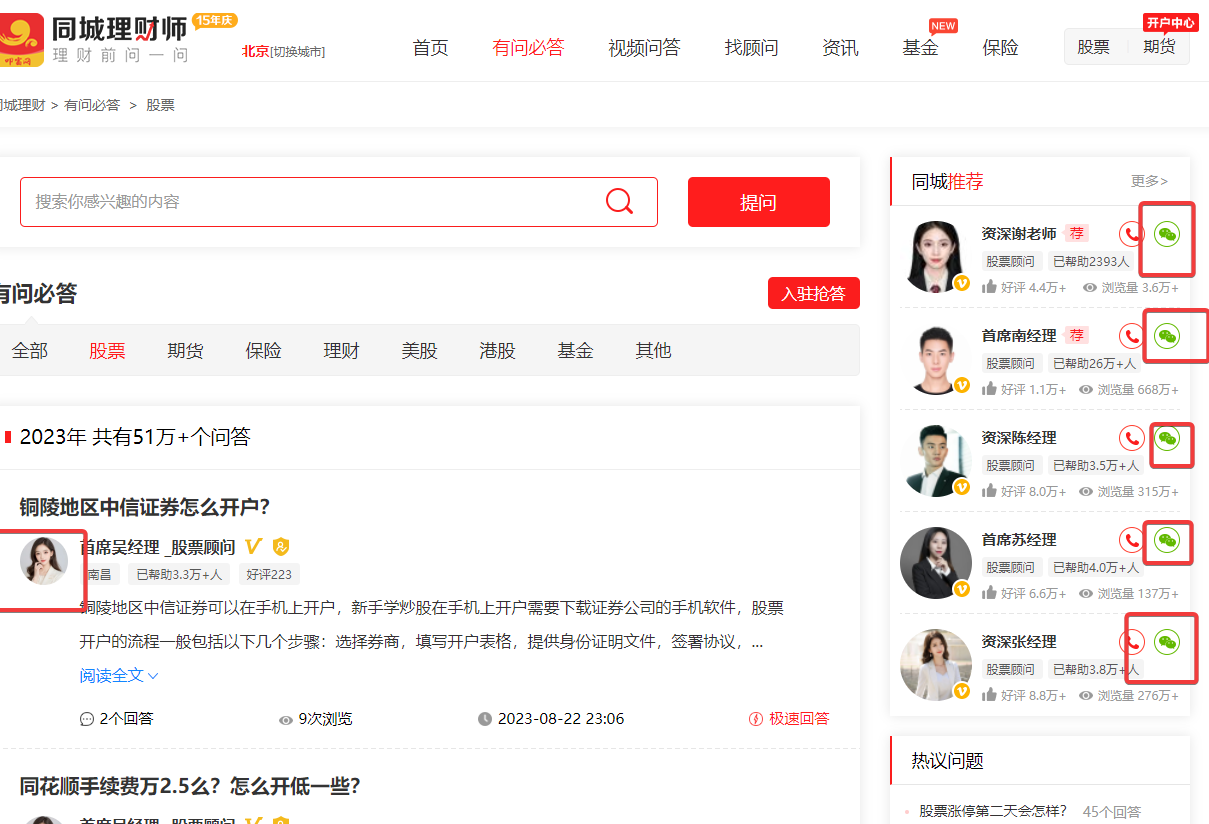 叩富网
同城理财师
15年庆
理财前问一问
北京[切换城市]
首页
有问必答
视频问答
找顾问
资讯
基金
NEW
保险
开户中心
股票
期货
同城理财 > 有问必答 > 股票
搜索你感兴趣的内容
提问
有问必答
入驻抢答
全部
股票
期货
保险
理财
美股
港股
基金
其他
2023年 共有51万+个问答
铜陵地区中信证券怎么开户?
首席吴经理 _股票顾问
南昌
已帮助3.3万+人
好评223
铜陵地区中信证券可以在手机上开户，新手学炒股在手机上开户需要下载证券公司的手机软件，股票
开户的流程一般包括以下几个步骤：选择券商，填写开户表格，提供身份证明文件，签署协议，...
阅读全文
2个回答
9次浏览
2023-08-22 23:06
极速回答
同花顺手续费万2.5么？怎么开低一些?
首席吴经理 _股票顾问
同城推荐
更多>
资深谢老师 荐
股票顾问 已帮助2393人
好评 4.4万+ 浏览量 3.6万+
首席南经理 荐
股票顾问 已帮助26万+人
好评 1.1万+ 浏览量 668万+
资深陈经理
股票顾问 已帮助3.5万+人
好评 8.0万+ 浏览量 315万+
首席苏经理
股票顾问 已帮助4.0万+人
好评 6.6万+ 浏览量 137万+
资深张经理
股票顾问 已帮助3.8万+人
好评 8.8万+ 浏览量 276万+
热议问题
股票涨停第二天会怎样? 45个回答